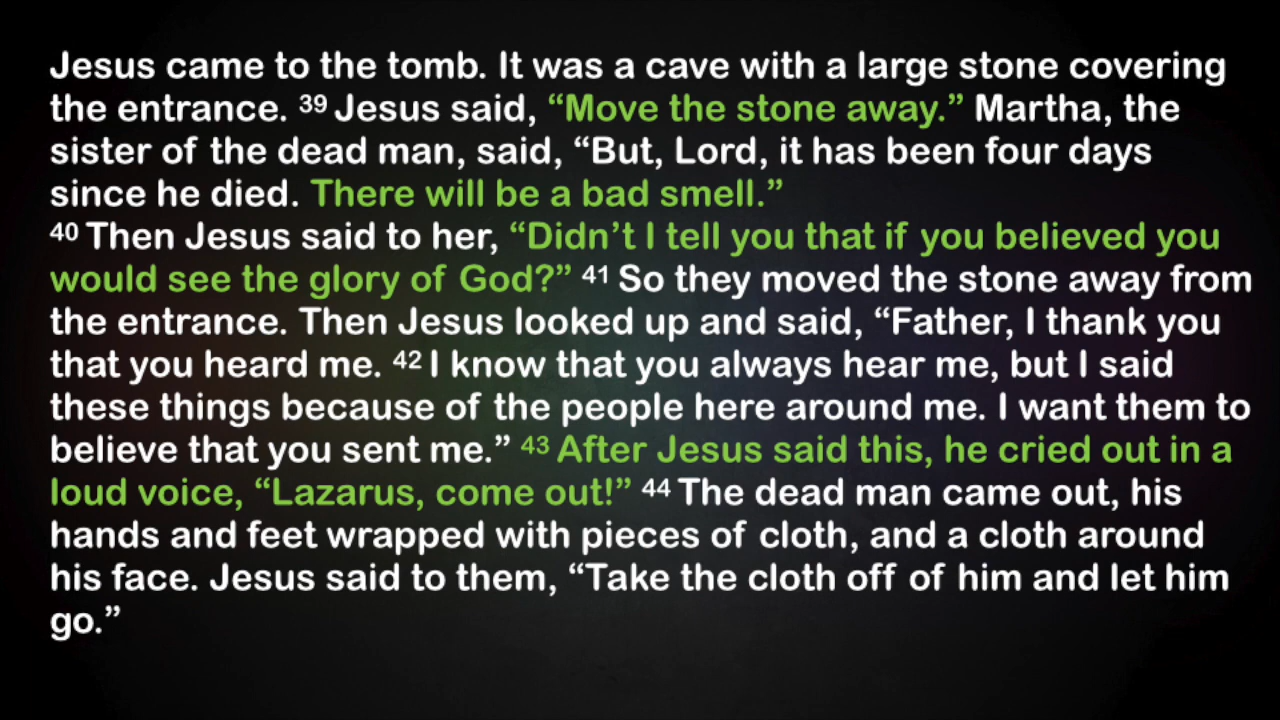 Jesus came to the tomb. It was a cave with a large stone covering
the entrance. 39 Jesus said, “Move the stone away.” Martha, the
sister of the dead man, said, “But, Lord, it has been four days
since he died. There will be a bad smell.”
40 Then Jesus said to her, “Didn’t I tell you that if you believed you
would see the glory of God?” 41 So they moved the stone away from
the entrance. Then Jesus looked up and said, “Father, I thank you
that you heard me. 42 I know that you always hear me, but I said
these things because of the people here around me. I want them to
believe that you sent me.” 43 After Jesus said this, he cried out in a
loud voice, “Lazarus, come out!” 44 The dead man came out, his
hands and feet wrapped with pieces of cloth, and a cloth around
his face. Jesus said to them, “Take the cloth off of him and let him
go.”